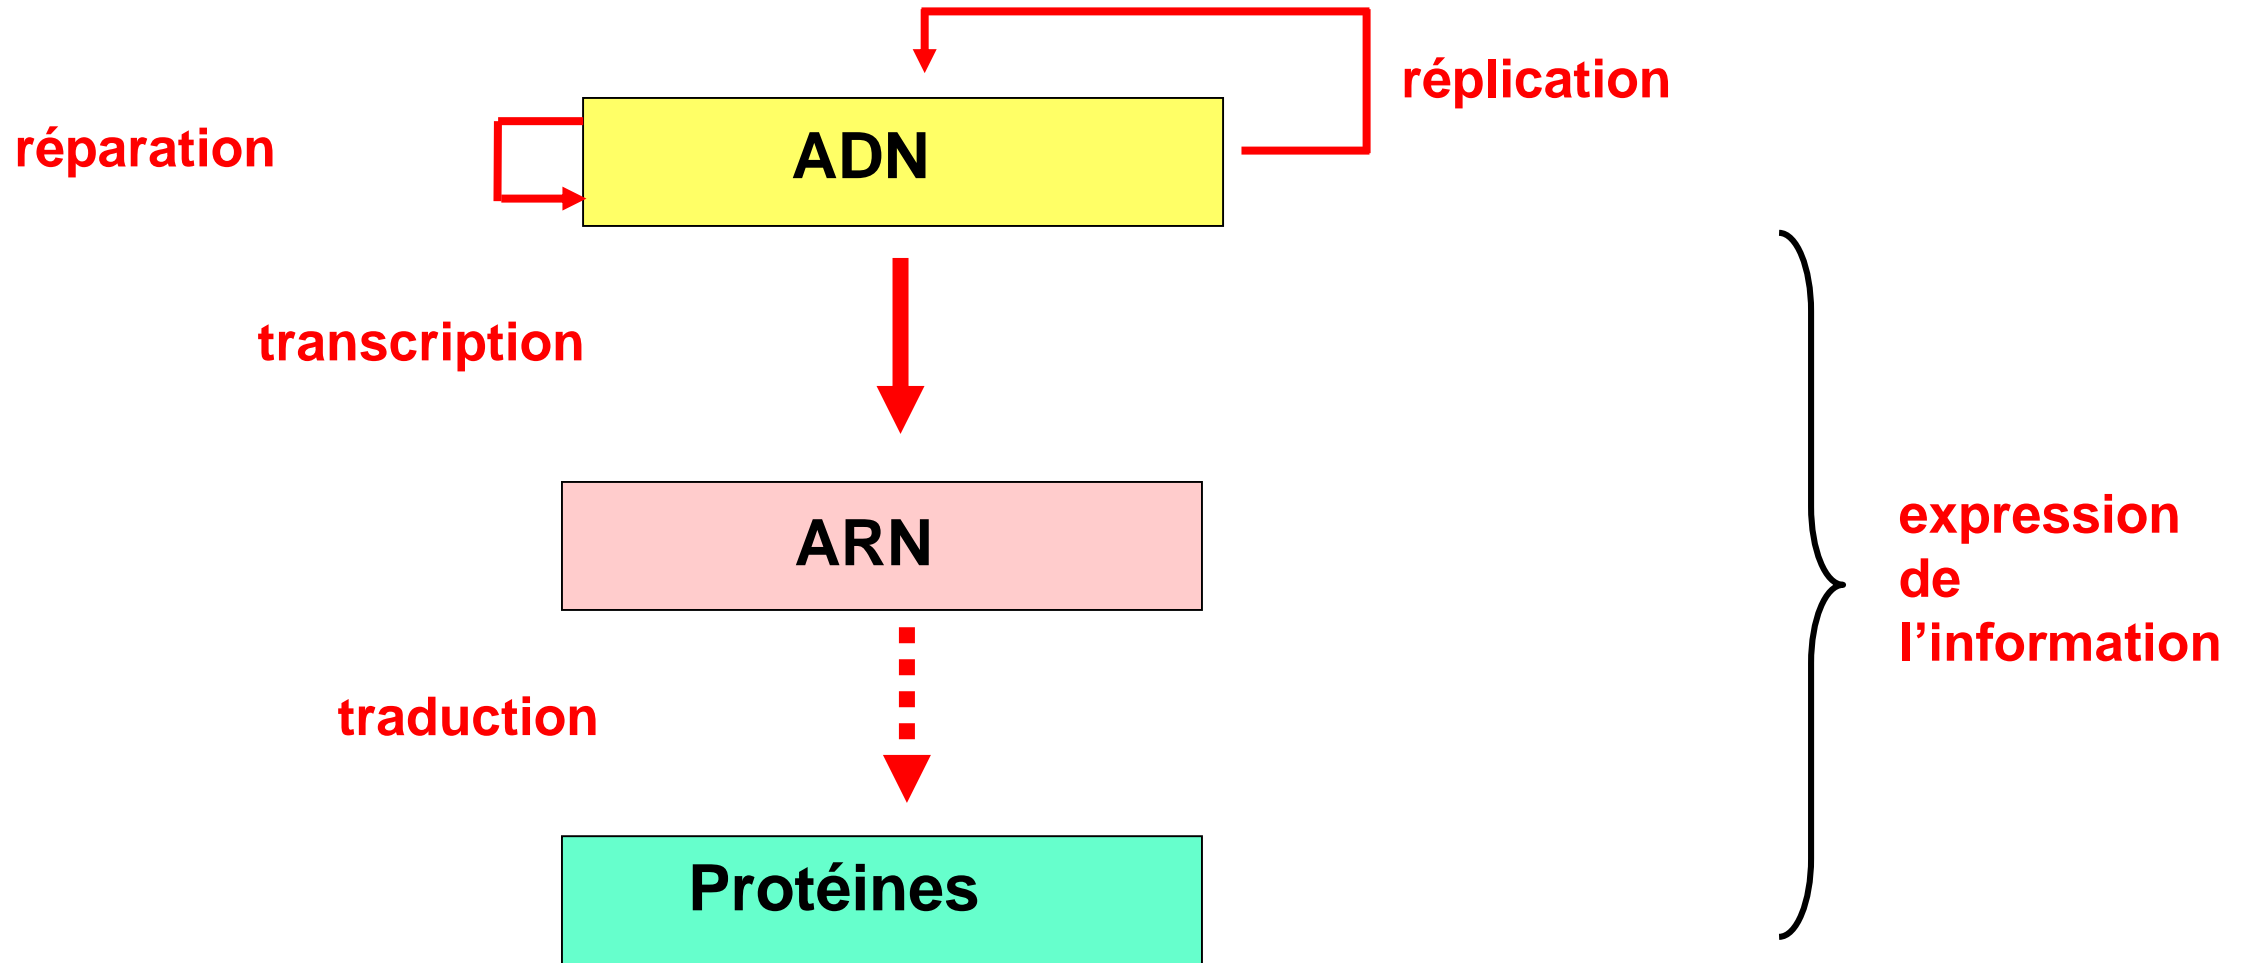 réplication
réparation
ADN
transcription
ARN
expression
de
l’information
traduction
Protéines